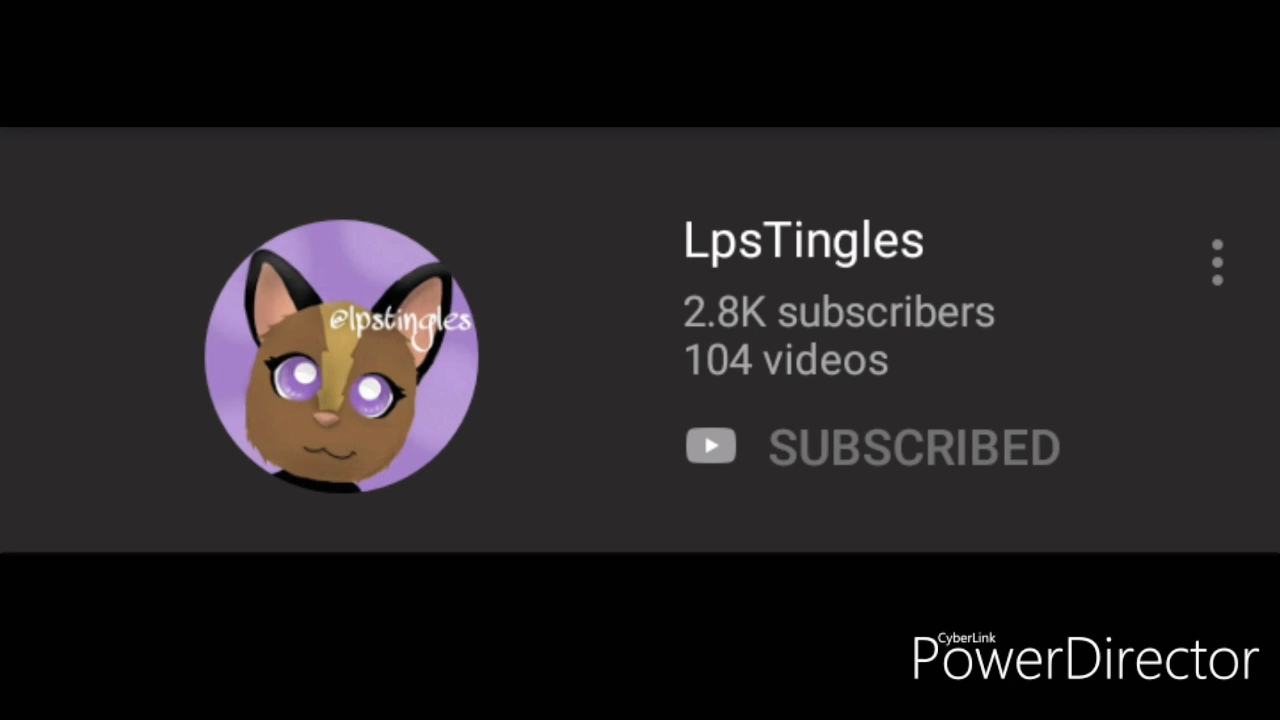 LpsTingles
@lpstingles
2.8K subscribers
104 videos
SUBSCRIBED
CyberLink
PowerDirector